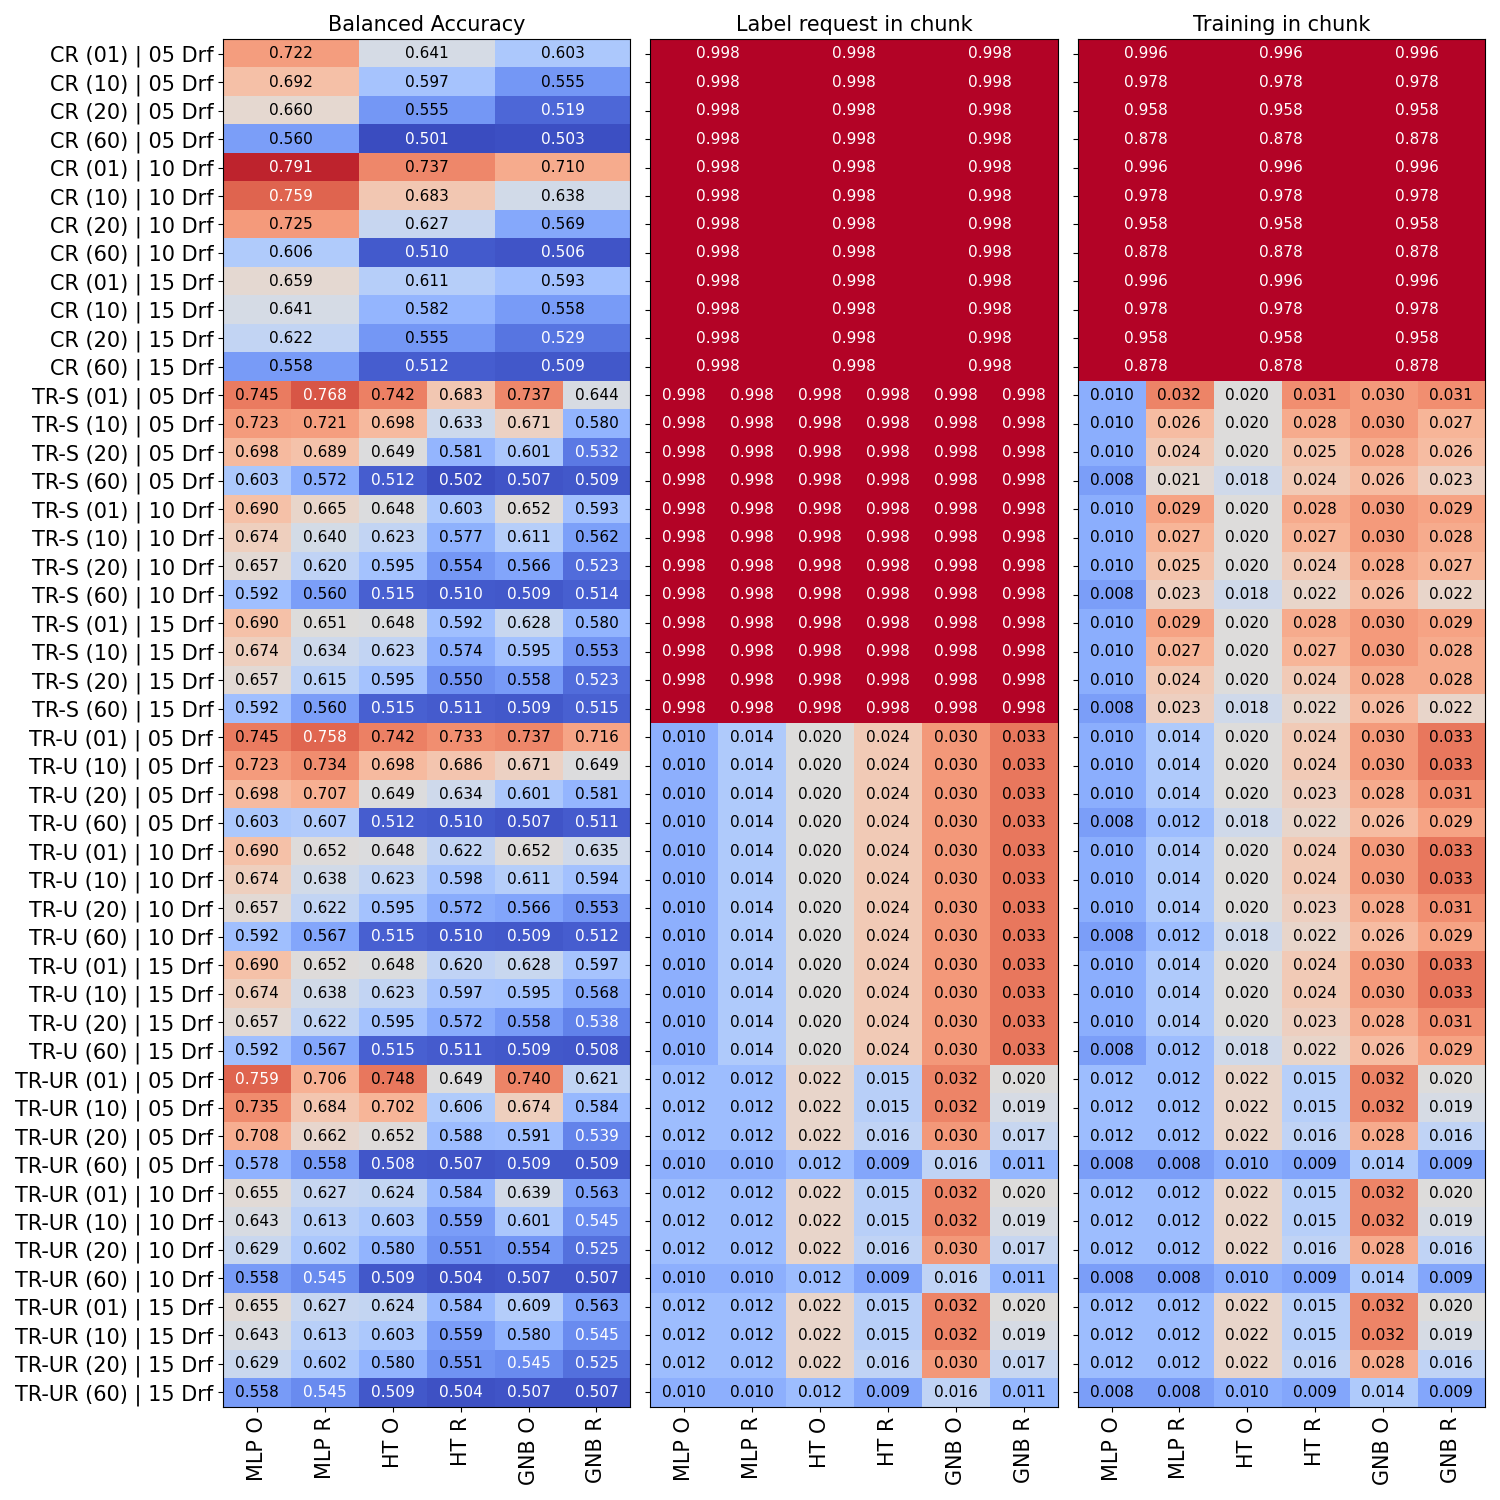 Balanced Accuracy Label request in chunk Training in chunk
CR (01) | 05 Drf 0.722 0.641 0.603 0.998 0.998 0.998 0.996 0.996 0.996
CR (10) | 05 Drf 0.692 0.597 0.555 0.998 0.998 0.998 0.978 0.978 0.978
CR (20) | 05 Drf 0.660 0.555 0.519 0.998 0.998 0.998 0.958 0.958 0.958
CR (60) | 05 Drf 0.560 0.501 0.503 0.998 0.998 0.998 0.878 0.878 0.878
CR (01) | 10 Drf 0.791 0.737 0.710 0.998 0.998 0.998 0.996 0.996 0.996
CR (10) | 10 Drf 0.759 0.683 0.638 0.998 0.998 0.998 0.978 0.978 0.978
CR (20) | 10 Drf 0.725 0.627 0.569 0.998 0.998 0.998 0.958 0.958 0.958
CR (60) | 10 Drf 0.606 0.510 0.506 0.998 0.998 0.998 0.878 0.878 0.878
CR (01) | 15 Drf 0.659 0.611 0.593 0.998 0.998 0.998 0.996 0.996 0.996
CR (10) | 15 Drf 0.641 0.582 0.558 0.998 0.998 0.998 0.978 0.978 0.978
CR (20) | 15 Drf 0.622 0.555 0.529 0.998 0.998 0.998 0.958 0.958 0.958
CR (60) | 15 Drf 0.558 0.512 0.509 0.998 0.998 0.998 0.878 0.878 0.878
TR-S (01) | 05 Drf 0.745 0.768 0.742 0.683 0.737 0.644 0.998 0.998 0.998 0.998 0.998 0.998 0.010 0.032 0.020 0.031 0.030 0.031
TR-S (10) | 05 Drf 0.723 0.721 0.698 0.633 0.671 0.580 0.998 0.998 0.998 0.998 0.998 0.998 0.010 0.026 0.020 0.028 0.030 0.027
TR-S (20) | 05 Drf 0.698 0.689 0.649 0.581 0.601 0.532 0.998 0.998 0.998 0.998 0.998 0.998 0.010 0.024 0.020 0.025 0.028 0.026
TR-S (60) | 05 Drf 0.603 0.572 0.512 0.502 0.507 0.509 0.998 0.998 0.998 0.998 0.998 0.998 0.008 0.021 0.018 0.024 0.026 0.023
TR-S (01) | 10 Drf 0.690 0.665 0.648 0.603 0.652 0.593 0.998 0.998 0.998 0.998 0.998 0.998 0.010 0.029 0.020 0.028 0.030 0.029
TR-S (10) | 10 Drf 0.674 0.640 0.623 0.577 0.611 0.562 0.998 0.998 0.998 0.998 0.998 0.998 0.010 0.027 0.020 0.027 0.030 0.028
TR-S (20) | 10 Drf 0.657 0.620 0.595 0.554 0.566 0.523 0.998 0.998 0.998 0.998 0.998 0.998 0.010 0.025 0.020 0.024 0.028 0.027
TR-S (60) | 10 Drf 0.592 0.560 0.515 0.510 0.509 0.514 0.998 0.998 0.998 0.998 0.998 0.998 0.008 0.023 0.018 0.022 0.026 0.022
TR-S (01) | 15 Drf 0.690 0.651 0.648 0.592 0.628 0.580 0.998 0.998 0.998 0.998 0.998 0.998 0.010 0.029 0.020 0.028 0.030 0.029
TR-S (10) | 15 Drf 0.674 0.634 0.623 0.574 0.595 0.553 0.998 0.998 0.998 0.998 0.998 0.998 0.010 0.027 0.020 0.027 0.030 0.028
TR-S (20) | 15 Drf 0.657 0.615 0.595 0.550 0.558 0.523 0.998 0.998 0.998 0.998 0.998 0.998 0.010 0.024 0.020 0.024 0.028 0.028
TR-S (60) | 15 Drf 0.592 0.560 0.515 0.511 0.509 0.515 0.998 0.998 0.998 0.998 0.998 0.998 0.008 0.023 0.018 0.022 0.026 0.022
TR-U (01) | 05 Drf 0.745 0.758 0.742 0.733 0.737 0.716 0.010 0.014 0.020 0.024 0.030 0.033 0.010 0.014 0.020 0.024 0.030 0.033
TR-U (10) | 05 Drf 0.723 0.734 0.698 0.686 0.671 0.649 0.010 0.014 0.020 0.024 0.030 0.033 0.010 0.014 0.020 0.024 0.030 0.033
TR-U (20) | 05 Drf 0.698 0.707 0.649 0.634 0.601 0.581 0.010 0.014 0.020 0.024 0.030 0.033 0.010 0.014 0.020 0.023 0.028 0.031
TR-U (60) | 05 Drf 0.603 0.607 0.512 0.510 0.507 0.511 0.010 0.014 0.020 0.024 0.030 0.033 0.008 0.012 0.018 0.022 0.026 0.029
TR-U (01) | 10 Drf 0.690 0.652 0.648 0.622 0.652 0.635 0.010 0.014 0.020 0.024 0.030 0.033 0.010 0.014 0.020 0.024 0.030 0.033
TR-U (10) | 10 Drf 0.674 0.638 0.623 0.598 0.611 0.594 0.010 0.014 0.020 0.024 0.030 0.033 0.010 0.014 0.020 0.024 0.030 0.033
TR-U (20) | 10 Drf 0.657 0.622 0.595 0.572 0.566 0.553 0.010 0.014 0.020 0.024 0.030 0.033 0.010 0.014 0.020 0.023 0.028 0.031
TR-U (60) | 10 Drf 0.592 0.567 0.515 0.510 0.509 0.512 0.010 0.014 0.020 0.024 0.030 0.033 0.008 0.012 0.018 0.022 0.026 0.029
TR-U (01) | 15 Drf 0.690 0.652 0.648 0.620 0.628 0.597 0.010 0.014 0.020 0.024 0.030 0.033 0.010 0.014 0.020 0.024 0.030 0.033
TR-U (10) | 15 Drf 0.674 0.638 0.623 0.597 0.595 0.568 0.010 0.014 0.020 0.024 0.030 0.033 0.010 0.014 0.020 0.024 0.030 0.033
TR-U (20) | 15 Drf 0.657 0.622 0.595 0.572 0.558 0.538 0.010 0.014 0.020 0.024 0.030 0.033 0.010 0.014 0.020 0.023 0.028 0.031
TR-U (60) | 15 Drf 0.592 0.567 0.515 0.511 0.509 0.508 0.010 0.014 0.020 0.024 0.030 0.033 0.008 0.012 0.018 0.022 0.026 0.029
TR-UR (01) | 05 Drf 0.759 0.706 0.748 0.649 0.740 0.621 0.012 0.012 0.022 0.015 0.032 0.020 0.012 0.012 0.022 0.015 0.032 0.020
TR-UR (10) | 05 Drf 0.735 0.684 0.702 0.606 0.674 0.584 0.012 0.012 0.022 0.015 0.032 0.019 0.012 0.012 0.022 0.015 0.032 0.019
TR-UR (20) | 05 Drf 0.708 0.662 0.652 0.588 0.591 0.539 0.012 0.012 0.022 0.016 0.030 0.017 0.012 0.012 0.022 0.016 0.028 0.016
TR-UR (60) | 05 Drf 0.578 0.558 0.508 0.507 0.509 0.509 0.010 0.010 0.012 0.009 0.016 0.011 0.008 0.008 0.010 0.009 0.014 0.009
TR-UR (01) | 10 Drf 0.655 0.627 0.624 0.584 0.639 0.563 0.012 0.012 0.022 0.015 0.032 0.020 0.012 0.012 0.022 0.015 0.032 0.020
TR-UR (10) | 10 Drf 0.643 0.613 0.603 0.559 0.601 0.545 0.012 0.012 0.022 0.015 0.032 0.019 0.012 0.012 0.022 0.015 0.032 0.019
TR-UR (20) | 10 Drf 0.629 0.602 0.580 0.551 0.554 0.525 0.012 0.012 0.022 0.016 0.030 0.017 0.012 0.012 0.022 0.016 0.028 0.016
TR-UR (60) | 10 Drf 0.558 0.545 0.509 0.504 0.507 0.507 0.010 0.010 0.012 0.009 0.016 0.011 0.008 0.008 0.010 0.009 0.014 0.009
TR-UR (01) | 15 Drf 0.655 0.627 0.624 0.584 0.609 0.563 0.012 0.012 0.022 0.015 0.032 0.020 0.012 0.012 0.022 0.015 0.032 0.020
TR-UR (10) | 15 Drf 0.643 0.613 0.603 0.559 0.580 0.545 0.012 0.012 0.022 0.015 0.032 0.019 0.012 0.012 0.022 0.015 0.032 0.019
TR-UR (20) | 15 Drf 0.629 0.602 0.580 0.551 0.545 0.525 0.012 0.012 0.022 0.016 0.030 0.017 0.012 0.012 0.022 0.016 0.028 0.016
TR-UR (60) | 15 Drf 0.558 0.545 0.509 0.504 0.507 0.507 0.010 0.010 0.012 0.009 0.016 0.011 0.008 0.008 0.010 0.009 0.014 0.009
MLP O MLP R HT O HT R GNB O GNB R MLP O MLP R HT O HT R GNB O GNB R MLP O MLP R HT O HT R GNB O GNB R